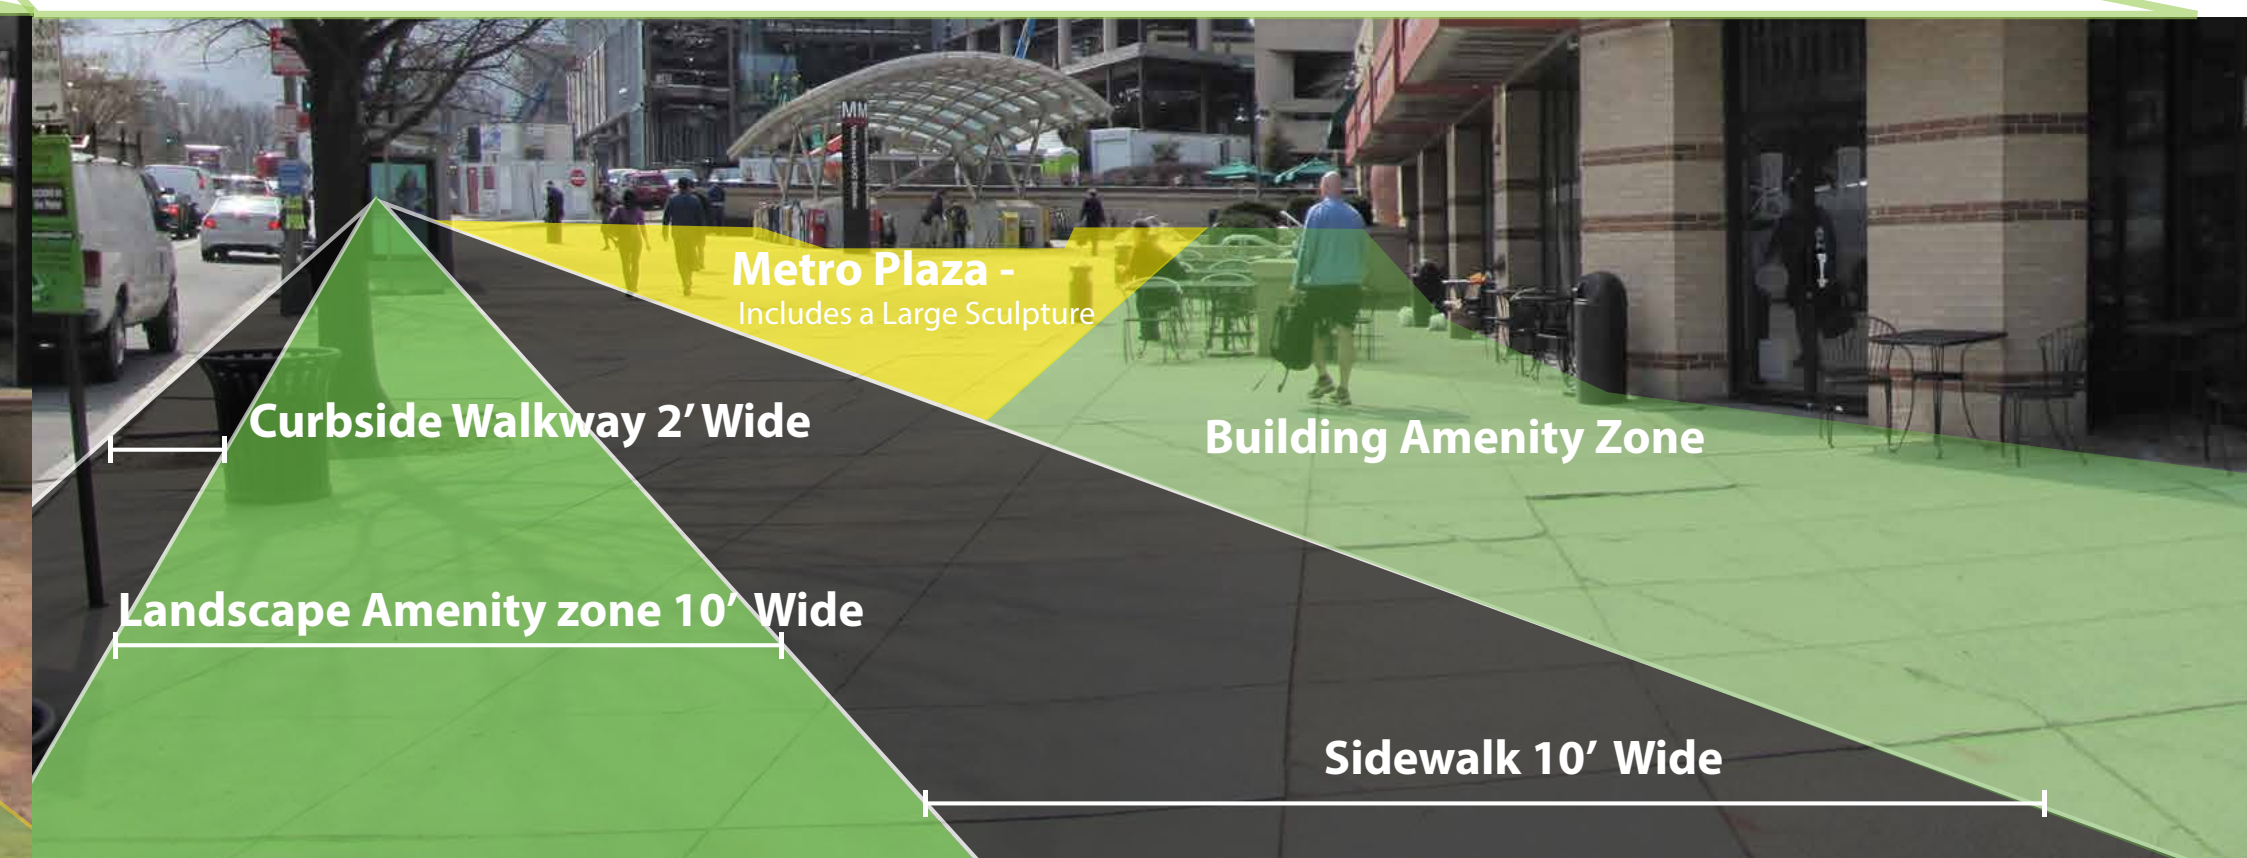 MM
Metro Plaza -
Includes a Large Sculpture
Curbside Walkway 2’ Wide
Building Amenity Zone
Landscape Amenity zone 10’ Wide
Sidewalk 10’ Wide